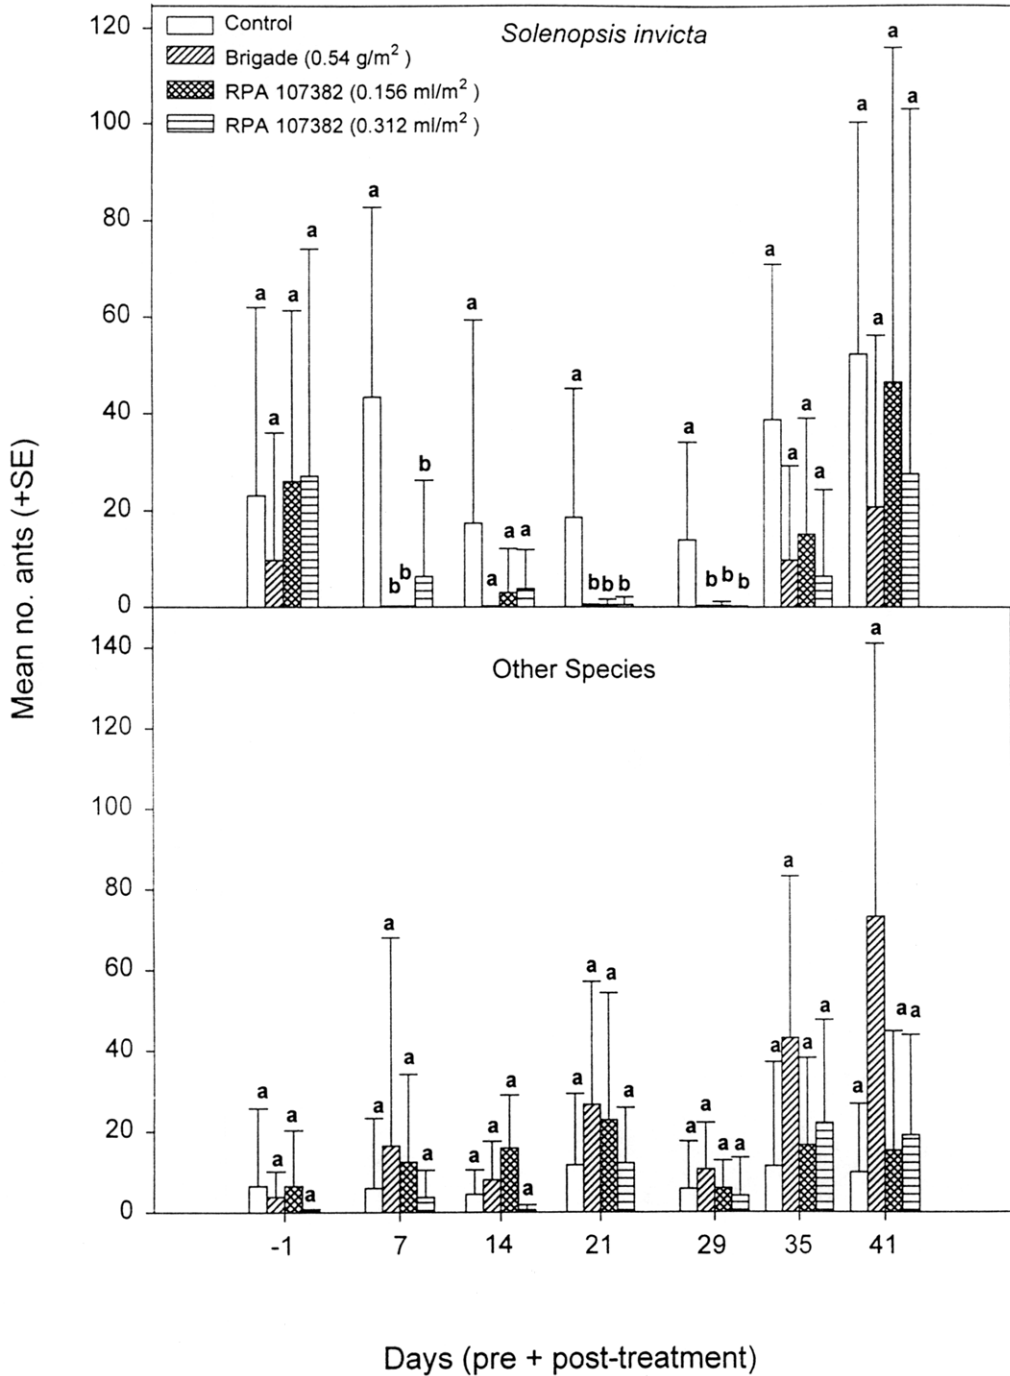 Control
Brigade (0.54 g/m²)
RPA 107382 (0.156 ml/m²)
RPA 107382 (0.312 ml/m²)
Solenopsis invicta
120
100
80
60
40
20
0
a a a a
a b b b
a a a a
a b b b
a b b b
a a a a
a a a a
Mean no. ants (+SE)
Other Species
140
120
100
80
60
40
20
0
a a a a
a a a a
a a a a
a a a a
a a a a
a a a a
a a a a
-1 7 14 21 29 35 41
Days (pre + post-treatment)